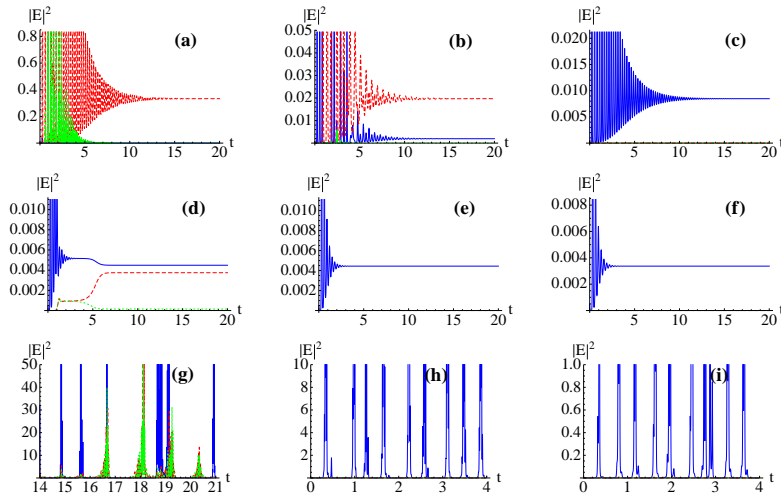 |E|² |E|² |E|²
0.8 (a) 0.05 (b) 0.020 (c)
0.6 0.04 0.015
0.4 0.03 0.010
0.2 0.02 0.005
0.01
5 10 15 20 t 5 10 15 20 t 5 10 15 20 t
|E|² |E|² |E|²
0.010 (d) 0.010 (e) 0.008 (f)
0.008 0.008 0.006
0.006 0.006 0.004
0.004 0.004 0.002
0.002 0.002
5 10 15 20 t 5 10 15 20 t 5 10 15 20 t
|E|² |E|² |E|²
50 (g) 1.0 (h) 1.0 (i)
40 0.8 0.8
30 0.6 0.6
20 0.4 0.4
10 0.2 0.2
14 15 16 17 18 19 20 21 t 0 1 2 3 4 t 0 1 2 3 4 t